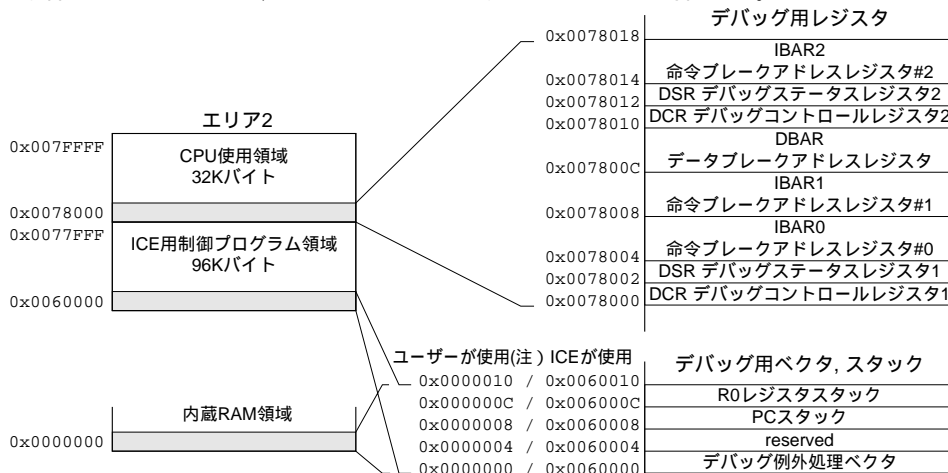 エリア2
0x007FFFF
CPU使用領域
32Kバイト
0x0078000
0x0077FFF
ICE用制御プログラム領域
96Kバイト
0x0060000
内蔵RAM領域
0x0000000
デバッグ用レジスタ
0x0078018
IBAR2
命令ブレークアドレスレジスタ#2
0x0078014
DSR デバッグステータスレジスタ2
0x0078012
DCR デバッグコントロールレジスタ2
0x0078010
DBAR
データブレークアドレスレジスタ
0x007800C
IBAR1
命令ブレークアドレスレジスタ#1
0x0078008
IBAR0
命令ブレークアドレスレジスタ#0
0x0078004
DSR デバッグステータスレジスタ1
0x0078002
DCR デバッグコントロールレジスタ1
0x0078000
ユーザーが使用(注) ICEが使用
デバッグ用ベクタ, スタック
0x0000010 / 0x0060010
R0レジスタスタック
0x000000C / 0x006000C
PCスタック
0x0000008 / 0x0060008
reserved
0x0000004 / 0x0060004
デバッグ例外処理ベクタ
0x0000000 / 0x0060000